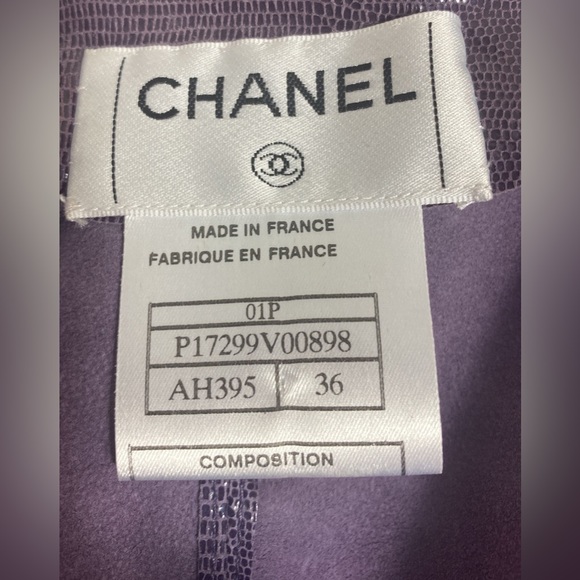 CHANEL
MADE IN FRANCE
FABRIQUE EN FRANCE
01P
P17299V00898
AH395 36
COMPOSITION